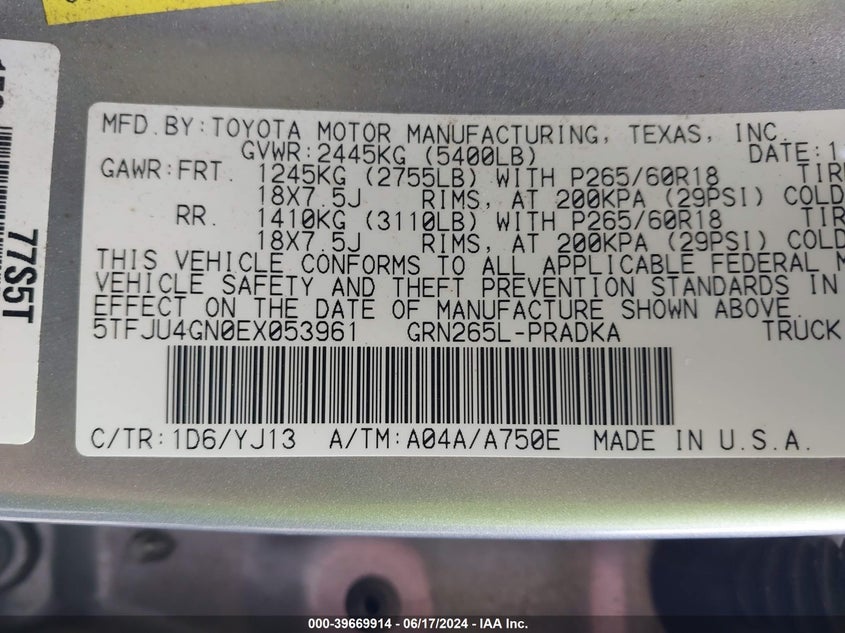 MFD.BY:TOYOTA MOTOR MANUFACTURING, TEXAS, INC.
GVWR:2445KG (5400LB) DATE:1
GAWR:FRT. 1245KG (2755LB) WITH P265/60R18 TIR
18X7.5J RIMS, AT 200KPA (29PSI) COLD
RR. 1410KG (3110LB) WITH P265/60R18 TIR
18X7.5J RIMS, AT 200KPA (29PSI) COLD
THIS VEHICLE CONFORMS TO ALL APPLICABLE FEDERAL M
VEHICLE SAFETY AND THEFT PREVENTION STANDARDS IN
EFFECT ON THE DATE OF MANUFACTURE SHOWN ABOVE.
5TFJU4GN0EX053961 GRN265L-PRADKA TRUCK
C/TR:1D6/YJ13 A/TM:A04A/A750E MADE IN U.S.A.
77S5T
000-39669914 - 06/17/2024 - IAA Inc.